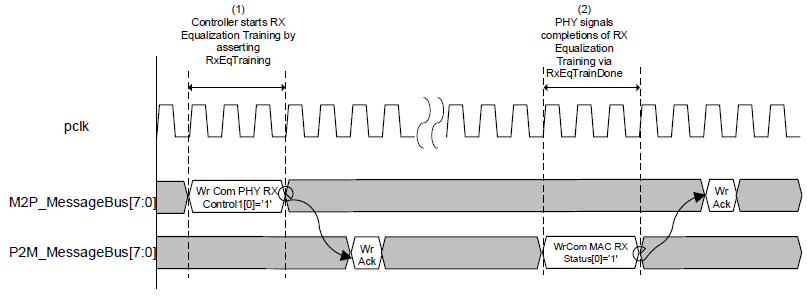 (1)
Controller starts RX
Equalization Training by
asserting
RxEqTraining
(2)
PHY signals
completions of RX
Equalization
Training via
RxEqTrainDone
pclk
M2P_MessageBus[7:0]
Wr Com PHY RX
Control1[0]='1'
Wr
Ack
P2M_MessageBus[7:0]
Wr
Ack
WrCom MAC RX
Status[0]='1'